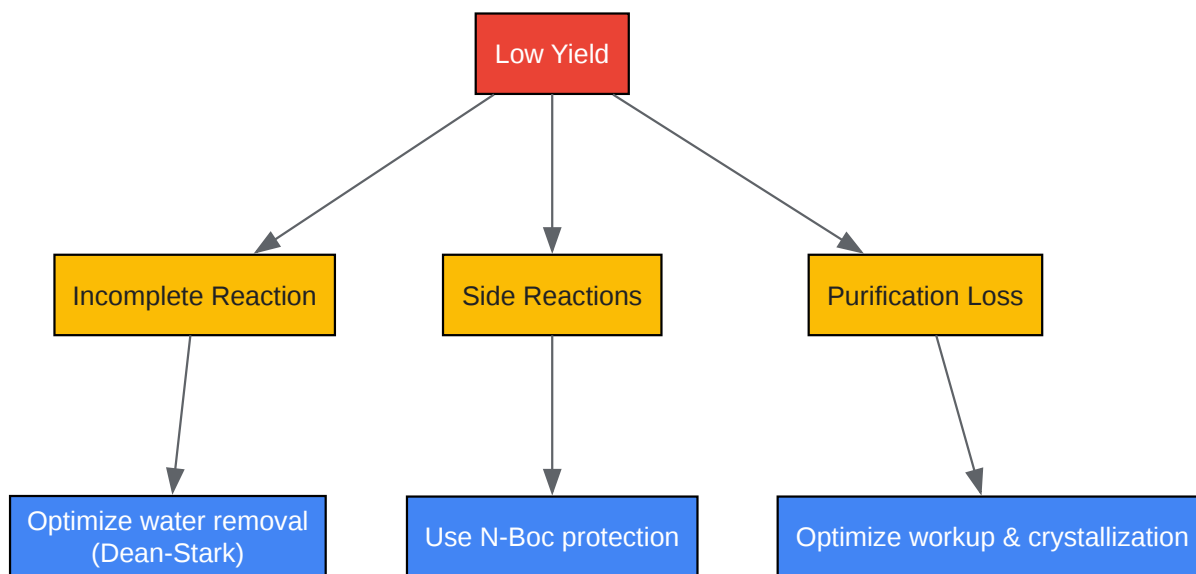 Low Yield
Incomplete Reaction
Side Reactions
Purification Loss
Optimize water removal
(Dean-Stark)
Use N-Boc protection
Optimize workup & crystallization